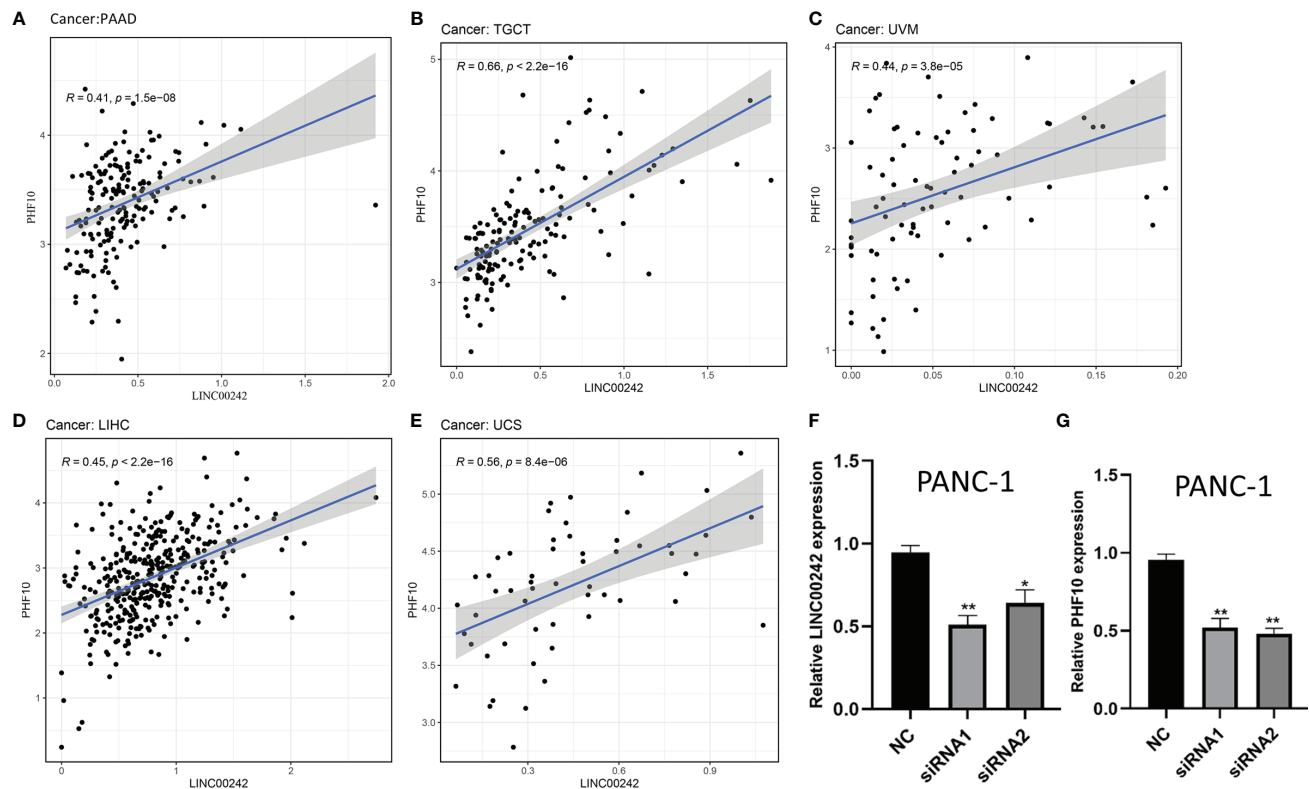 A
Cancer:PAAD
R = 0.41, p = 1.5e−08
PHF10
4
3
2
0.0
0.5
1.0
1.5
2.0
LINC00242
B
Cancer: TGCT
R = 0.66, p < 2.2e−16
PHF10
5
4
3
0.0
0.5
1.0
1.5
LINC00242
C
Cancer: UVM
R = 0.44, p = 3.8e−05
PHF10
4
3
2
1
0.00
0.05
0.10
0.15
0.20
LINC00242
D
Cancer: LIHC
R = 0.45, p < 2.2e−16
PHF10
4
3
2
1
0
1
2
LINC00242
E
Cancer: UCS
R = 0.56, p = 8.4e−06
PHF10
5.0
4.5
4.0
3.5
3.0
0.3
0.6
0.9
LINC00242
F
PANC-1
Relative LINC00242 expression
1.5
1.0
0.5
0.0
**
*
NC
siRNA1
siRNA2
G
PANC-1
Relative PHF10 expression
1.5
1.0
0.5
0.0
**
**
NC
siRNA1
siRNA2